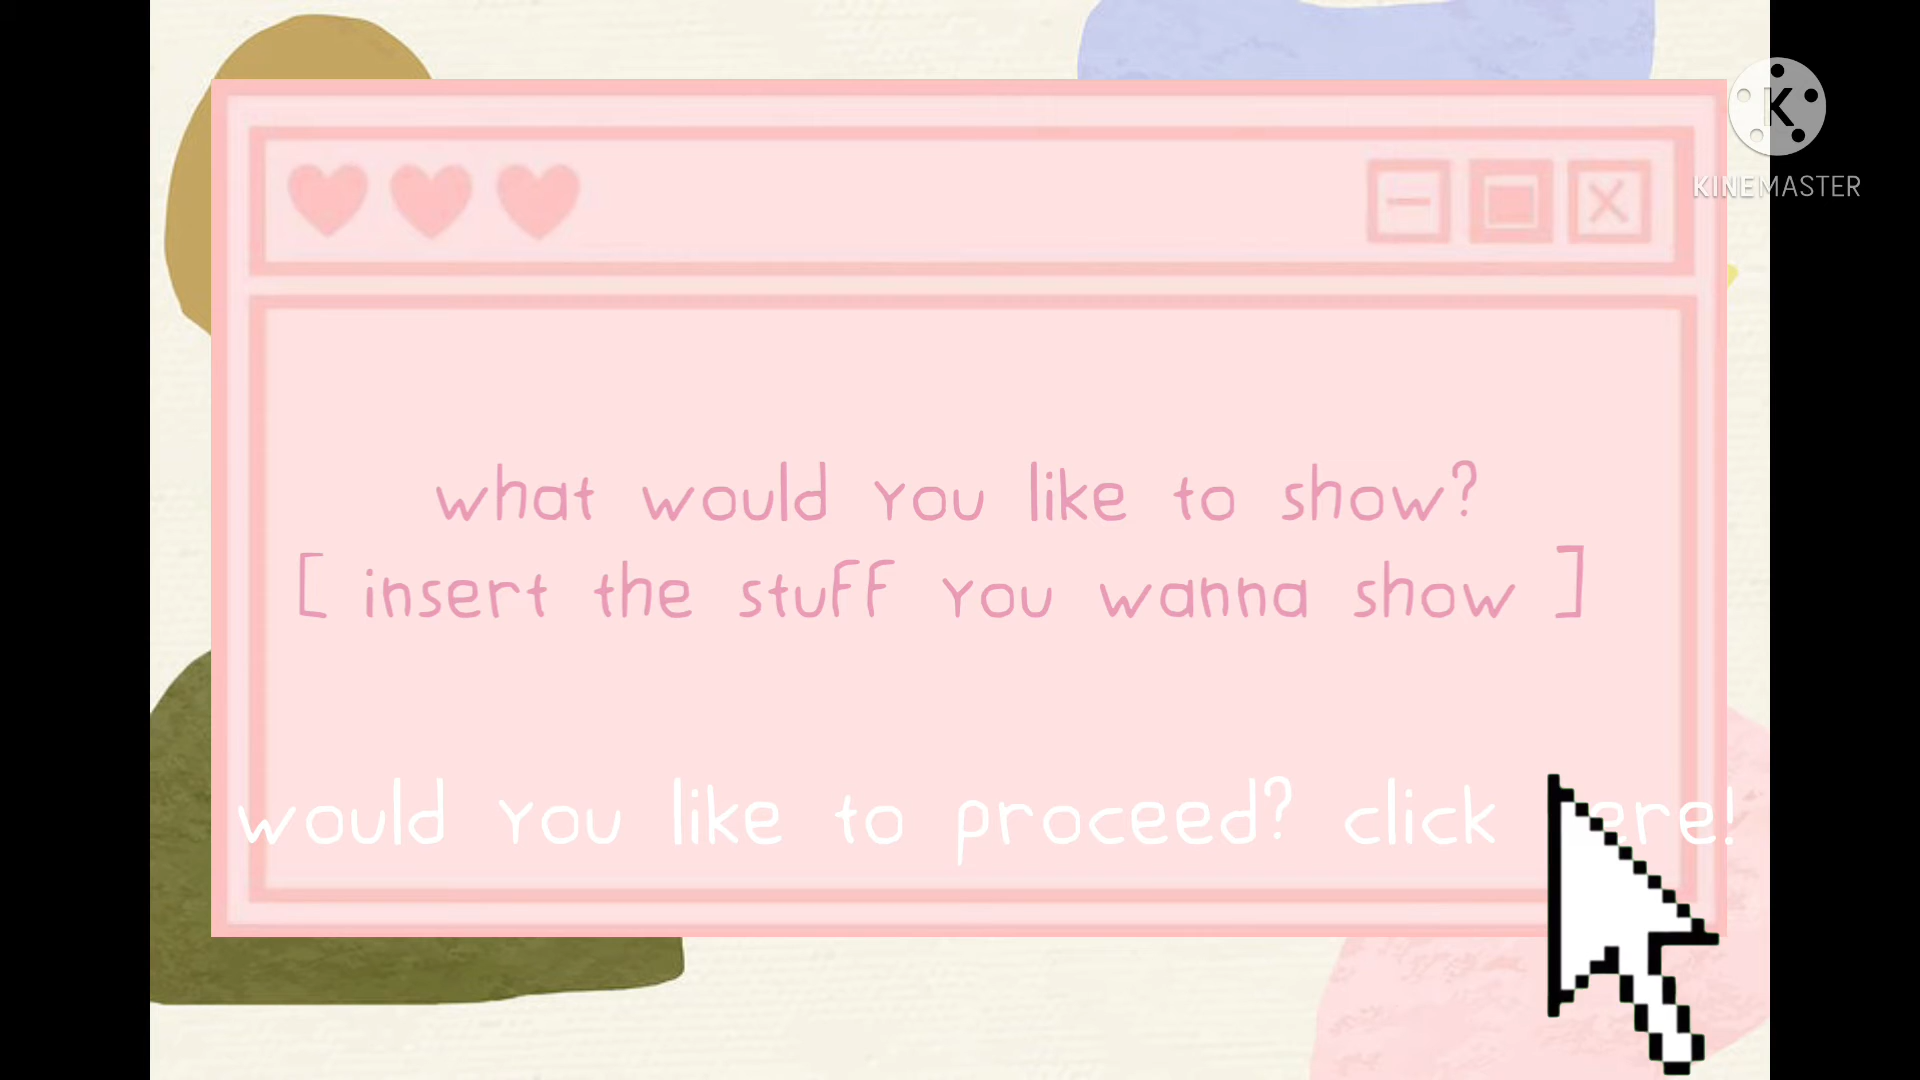 K
KINEMASTER
what would you like to show?
[ insert the stuff you wanna show ]
would you like to proceed? click ere!